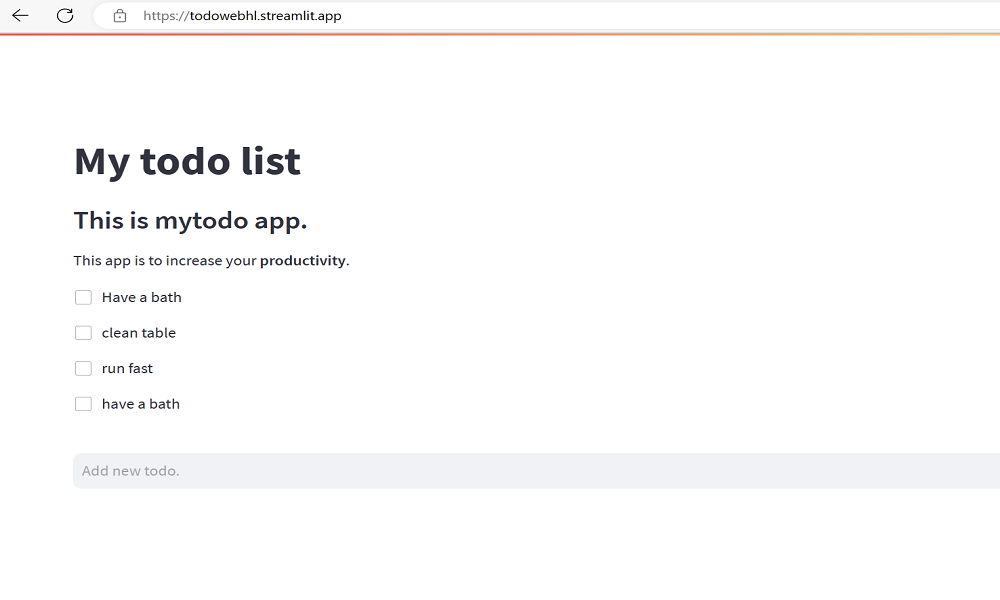 https://todowebhl.streamlit.app
My todo list
This is mytodo app.
This app is to increase your productivity.
Have a bath
clean table
run fast
have a bath
Add new todo.